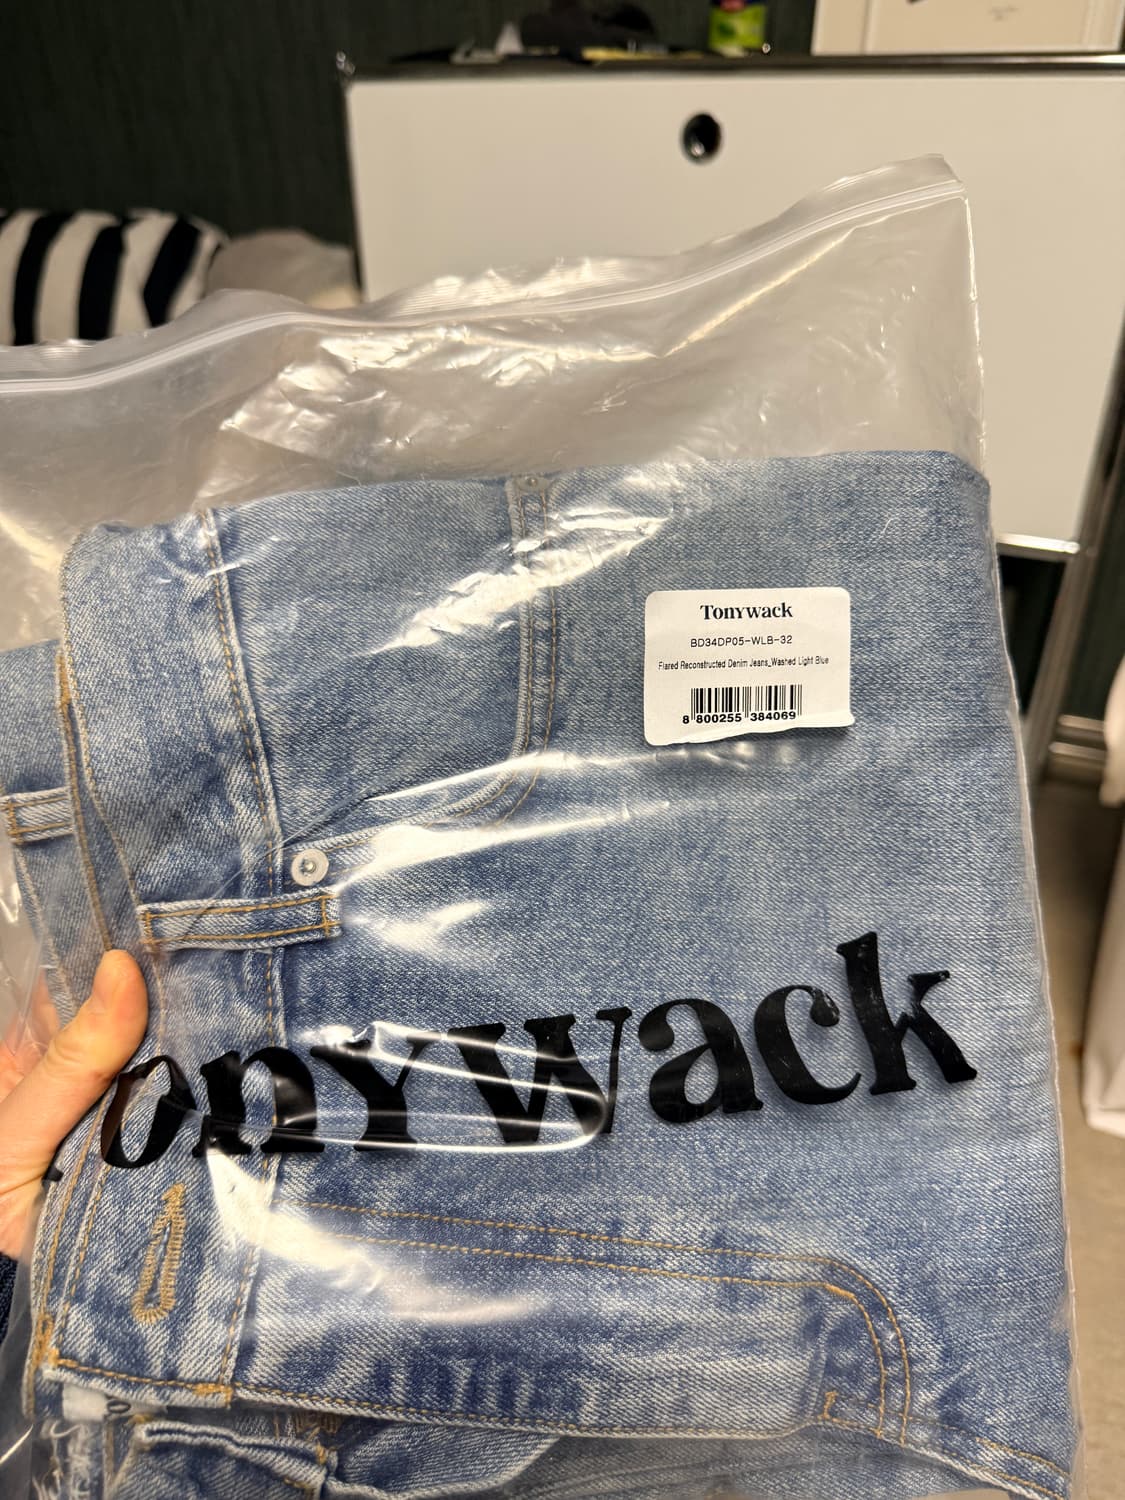 Tonywack
BD34DP05-WLB-32
Flared Reconstructed Denim Jeans_Washed Light Blue
8 800255 384069
onywack